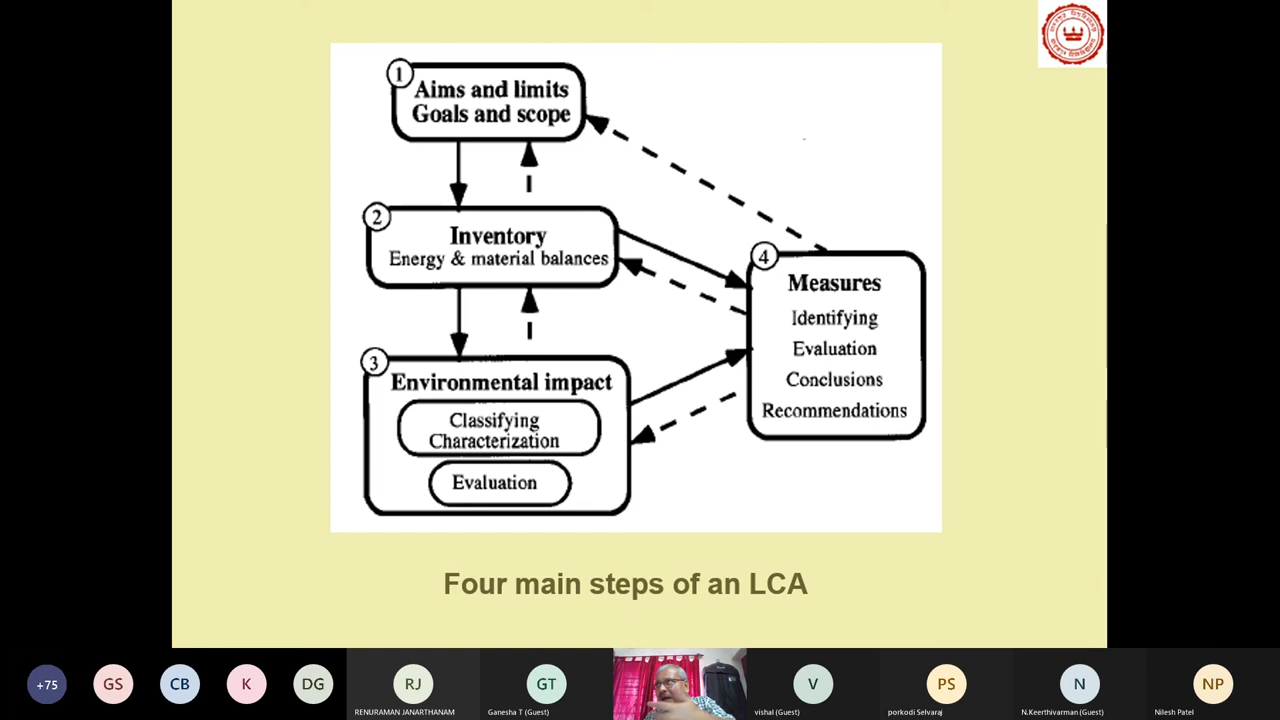 1
Aims and limits
Goals and scope
2
Inventory
Energy & material balances
3
Environmental impact
Classifying
Characterization
Evaluation
4
Measures
Identifying
Evaluation
Conclusions
Recommendations
Four main steps of an LCA
+75
GS
CB
K
DG
RJ
RENURAMAN JANARTHANAM
GT
Ganesha T (Guest)
V
vishal (Guest)
PS
porkodi Selvaraj
N
N.Keerthivarman (Guest)
NP
Nilesh Patel